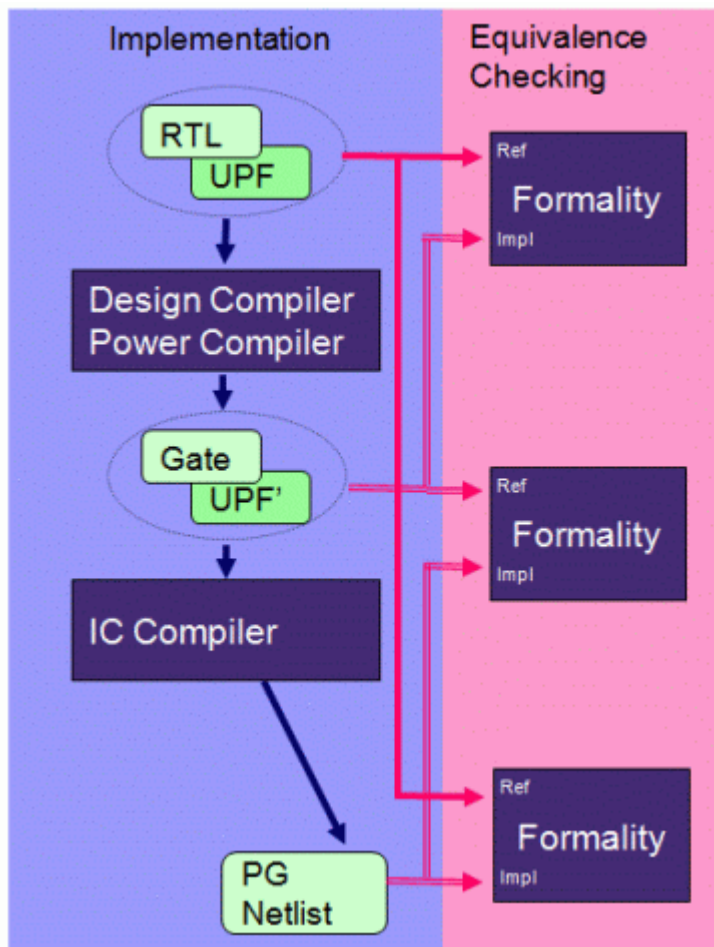 Implementation
Equivalence
Checking
RTL
UPF
Ref
Formality
Impl
Design Compiler
Power Compiler
Gate
UPF’
Ref
Formality
Impl
IC Compiler
Ref
Formality
Impl
PG
Netlist